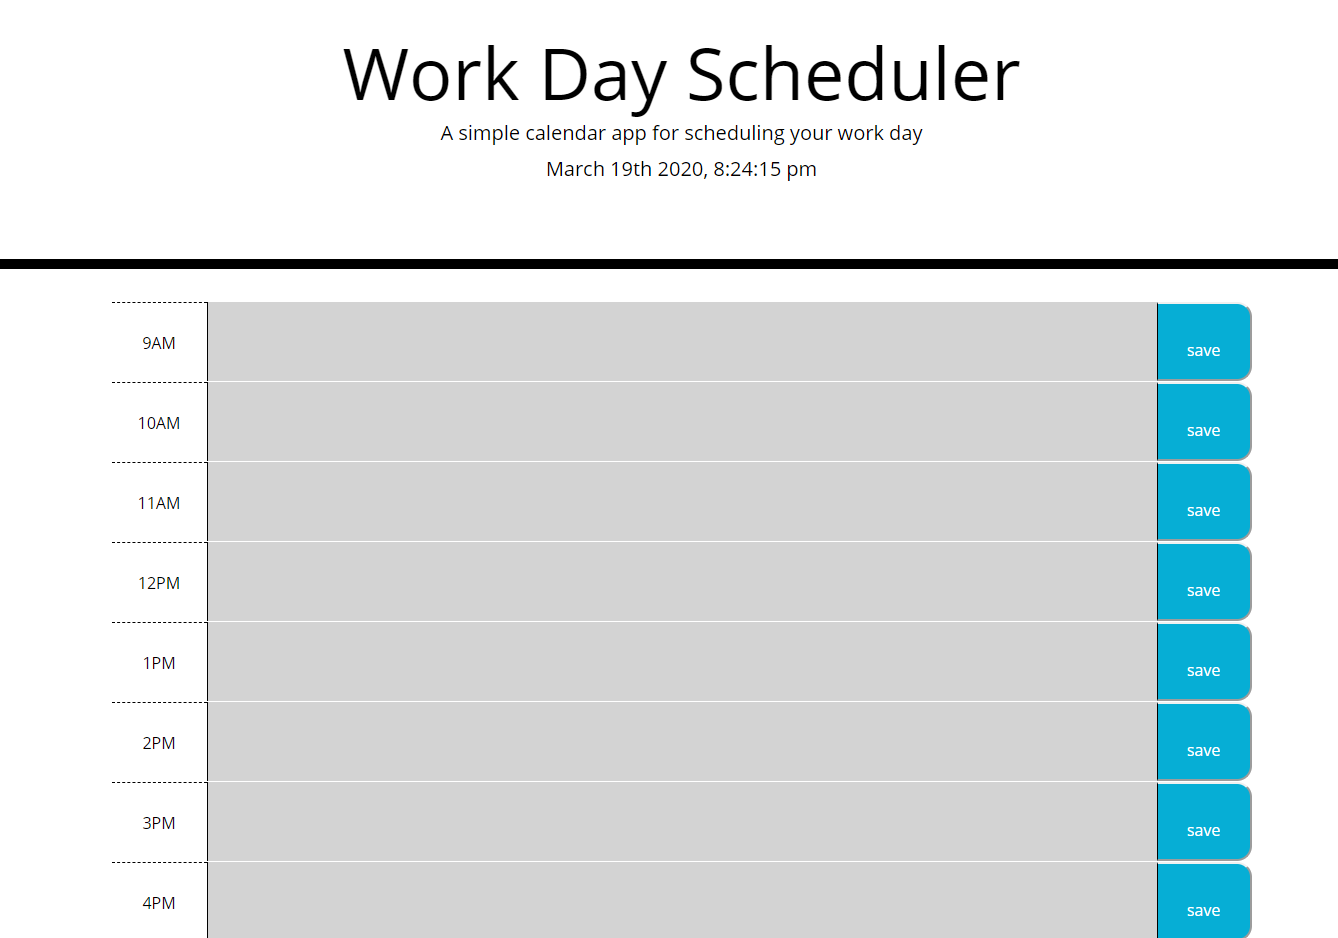 Work Day Scheduler
A simple calendar app for scheduling your work day
March 19th 2020, 8:24:15 pm
9AM save
10AM save
11AM save
12PM save
1PM save
2PM save
3PM save
4PM save